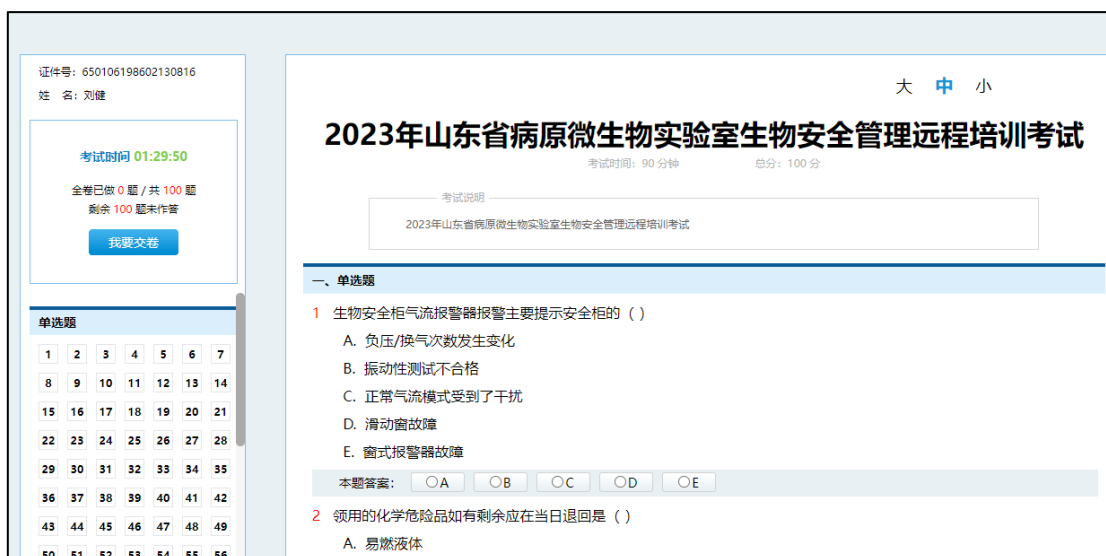 证件号：650106198602130816
姓 名：刘健
考试时间 01:29:50
全卷已做 0 题 / 共 100 题
剩余 100 题未作答
我要交卷
单选题
1 2 3 4 5 6 7
8 9 10 11 12 13 14
15 16 17 18 19 20 21
22 23 24 25 26 27 28
29 30 31 32 33 34 35
36 37 38 39 40 41 42
43 44 45 46 47 48 49
50 51 52 53 54 55 56
大 中 小
2023年山东省病原微生物实验室生物安全管理远程培训考试
考试时间：90 分钟 总分：100 分
考试说明
2023年山东省病原微生物实验室生物安全管理远程培训考试
一、单选题
1 生物安全柜气流报警器报警主要提示安全柜的（ ）
A. 负压/换气次数发生变化
B. 振动性测试不合格
C. 正常气流模式受到了干扰
D. 滑动窗故障
E. 窗式报警器故障
本题答案： A B C D E
2 领用的化学危险品如有剩余应在当日退回是（ ）
A. 易燃液体